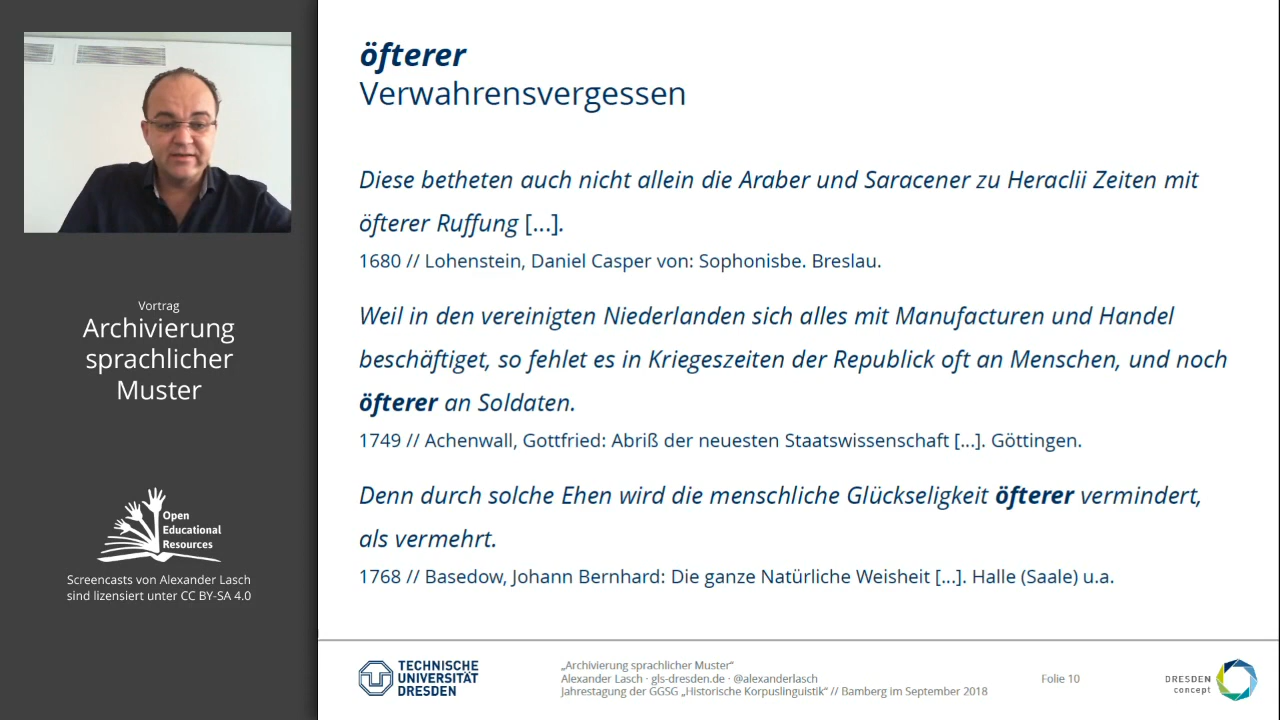 öfterer
Verwahrensvergessen
Diese betheten auch nicht allein die Araber und Saracener zu Heraclii Zeiten mit
öfterer Ruffung [...].
1680 // Lohenstein, Daniel Casper von: Sophonisbe. Breslau.
Weil in den vereinigten Niederlanden sich alles mit Manufacturen und Handel
beschäftiget, so fehlet es in Kriegeszeiten der Republick oft an Menschen, und noch
öfterer an Soldaten.
1749 // Achenwall, Gottfried: Abriß der neuesten Staatswissenschaft [...]. Göttingen.
Denn durch solche Ehen wird die menschliche Glückseligkeit öfterer vermindert,
als vermehrt.
1768 // Basedow, Johann Bernhard: Die ganze Natürliche Weisheit [...]. Halle (Saale) u.a.
Vortrag
Archivierung
sprachlicher
Muster
Open
Educational
Resources
Screencasts von Alexander Lasch
sind lizensiert unter CC BY-SA 4.0
TECHNISCHE
UNIVERSITÄT
DRESDEN
„Archivierung sprachlicher Muster“
Alexander Lasch · gls-dresden.de · @alexanderlasch
Jahrestagung der GGSG „Historische Korpuslinguistik“ // Bamberg im September 2018
Folie 10
DRESDEN
concept